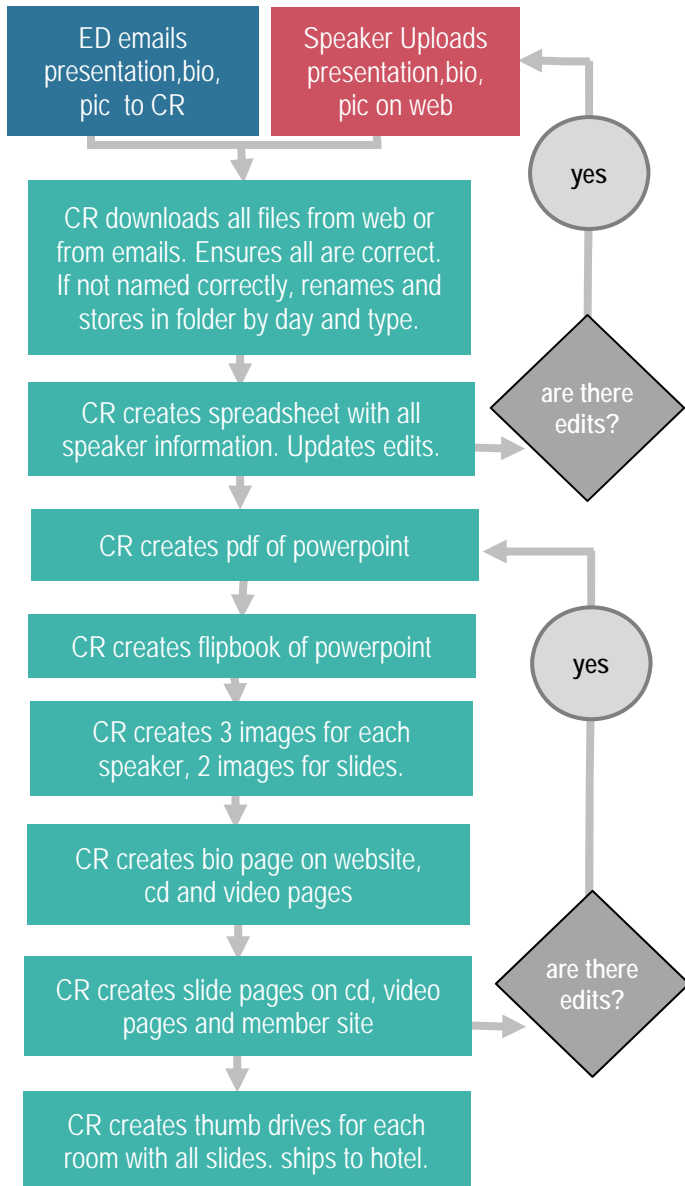 ED emails
presentation,bio,
pic to CR
Speaker Uploads
presentation,bio,
pic on web
yes
CR downloads all files from web or
from emails. Ensures all are correct.
If not named correctly, renames and
stores in folder by day and type.
are there
edits?
CR creates spreadsheet with all
speaker information. Updates edits.
CR creates pdf of powerpoint
CR creates flipbook of powerpoint
yes
CR creates 3 images for each
speaker, 2 images for slides.
CR creates bio page on website,
cd and video pages
are there
edits?
CR creates slide pages on cd, video
pages and member site
CR creates thumb drives for each
room with all slides. ships to hotel.